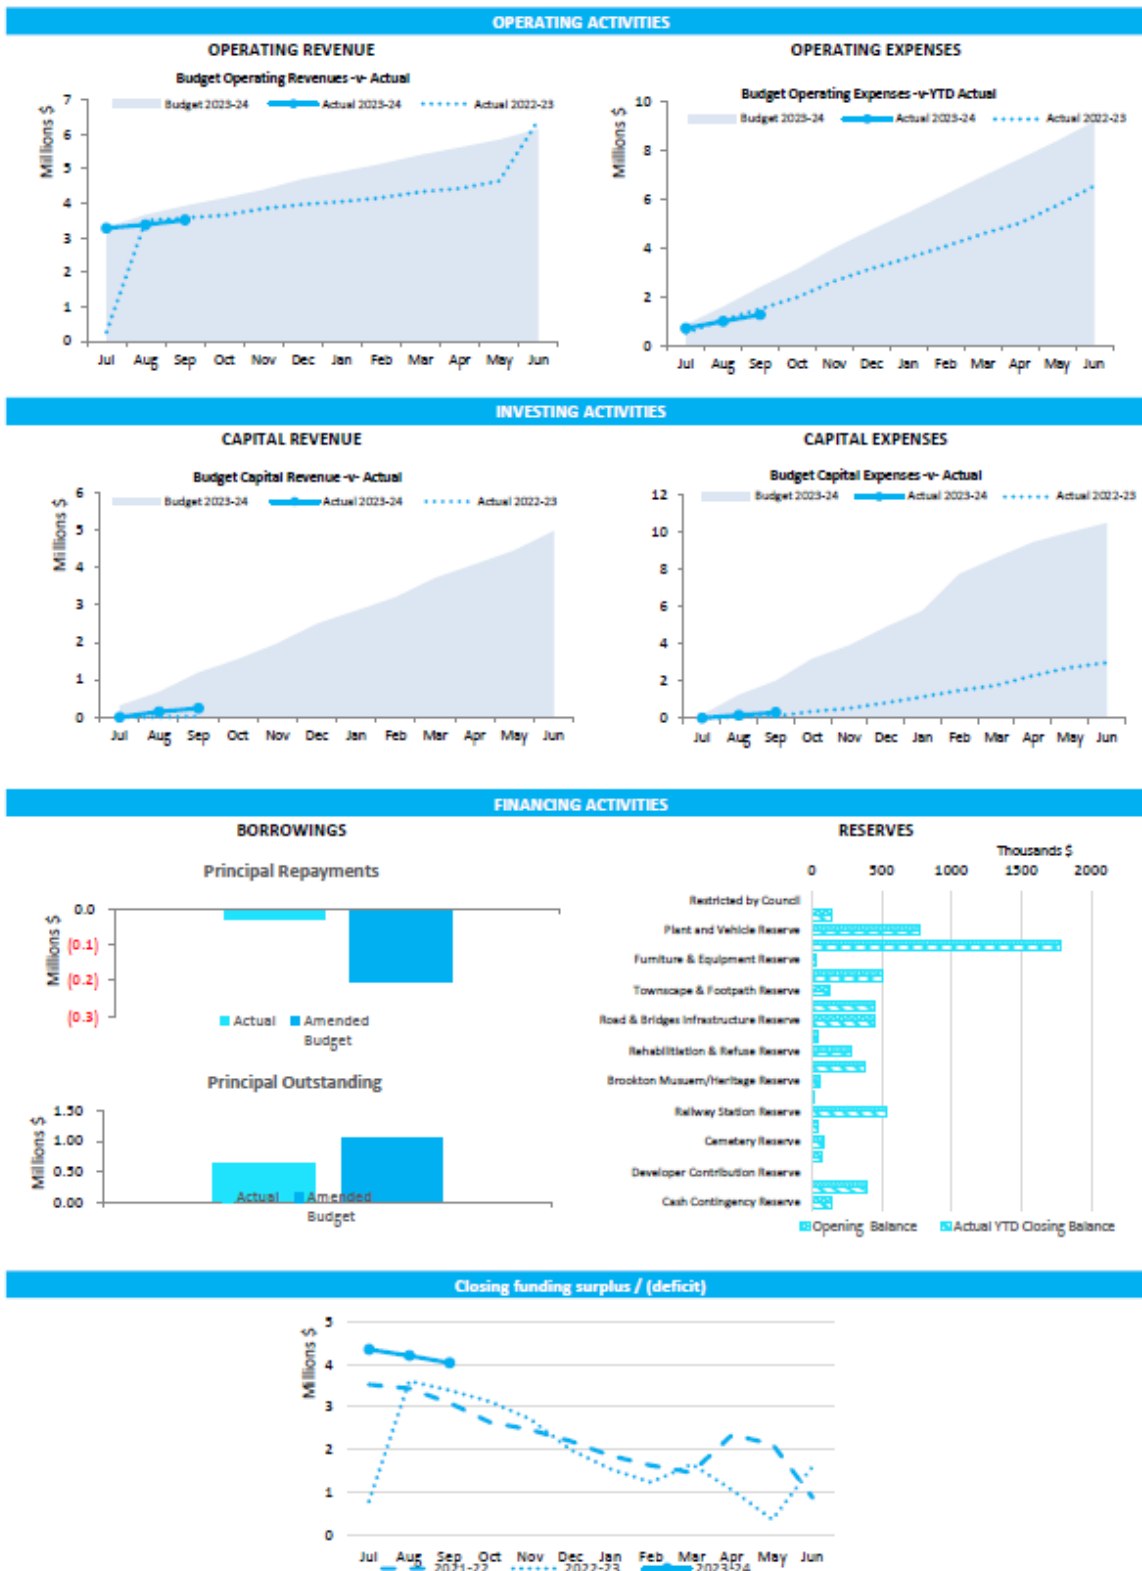 OPERATING ACTIVITIES
OPERATING REVENUE
Budget Operating Revenues -v- Actual
Millions $
Budget 2023-24
Actual 2023-24
Actual 2022-23
7
6
5
4
3
2
1
0
Jul Aug Sep Oct Nov Dec Jan Feb Mar Apr May Jun
OPERATING EXPENSES
Budget Operating Expenses -v-YTD Actual
Millions $
Budget 2023-24
Actual 2023-24
Actual 2022-23
10
8
6
4
2
0
Jul Aug Sep Oct Nov Dec Jan Feb Mar Apr May Jun
INVESTING ACTIVITIES
CAPITAL REVENUE
Budget Capital Revenue -v- Actual
Millions $
Budget 2023-24
Actual 2023-24
Actual 2022-23
6
5
4
3
2
1
0
Jul Aug Sep Oct Nov Dec Jan Feb Mar Apr May Jun
CAPITAL EXPENSES
Budget Capital Expenses -v- Actual
Budget 2023-24
Actual 2023-24
Actual 2022-23
12
10
8
6
4
2
0
Jul Aug Sep Oct Nov Dec Jan Feb Mar Apr May Jun
FINANCING ACTIVITIES
BORROWINGS
Principal Repayments
Millions $
0.0
(0.1)
(0.2)
(0.3)
Actual
Amended
Budget
Principal Outstanding
Millions $
1.50
1.00
0.50
0.00
Actual
Amended
Budget
RESERVES
Thousands $
0 500 1000 1500 2000
Restricted by Council
Plant and Vehicle Reserve
Furniture & Equipment Reserve
Townscape & Footpath Reserve
Road & Bridges Infrastructure Reserve
Rehabilitiation & Refuse Reserve
Brookton Musuem/Heritage Reserve
Railway Station Reserve
Cemetery Reserve
Developer Contribution Reserve
Cash Contingency Reserve
Opening Balance
Actual YTD Closing Balance
Closing funding surplus / (deficit)
Millions $
5
4
3
2
1
0
Jul Aug Sep Oct Nov Dec Jan Feb Mar Apr May Jun
2021-22
2022-23
2023-24